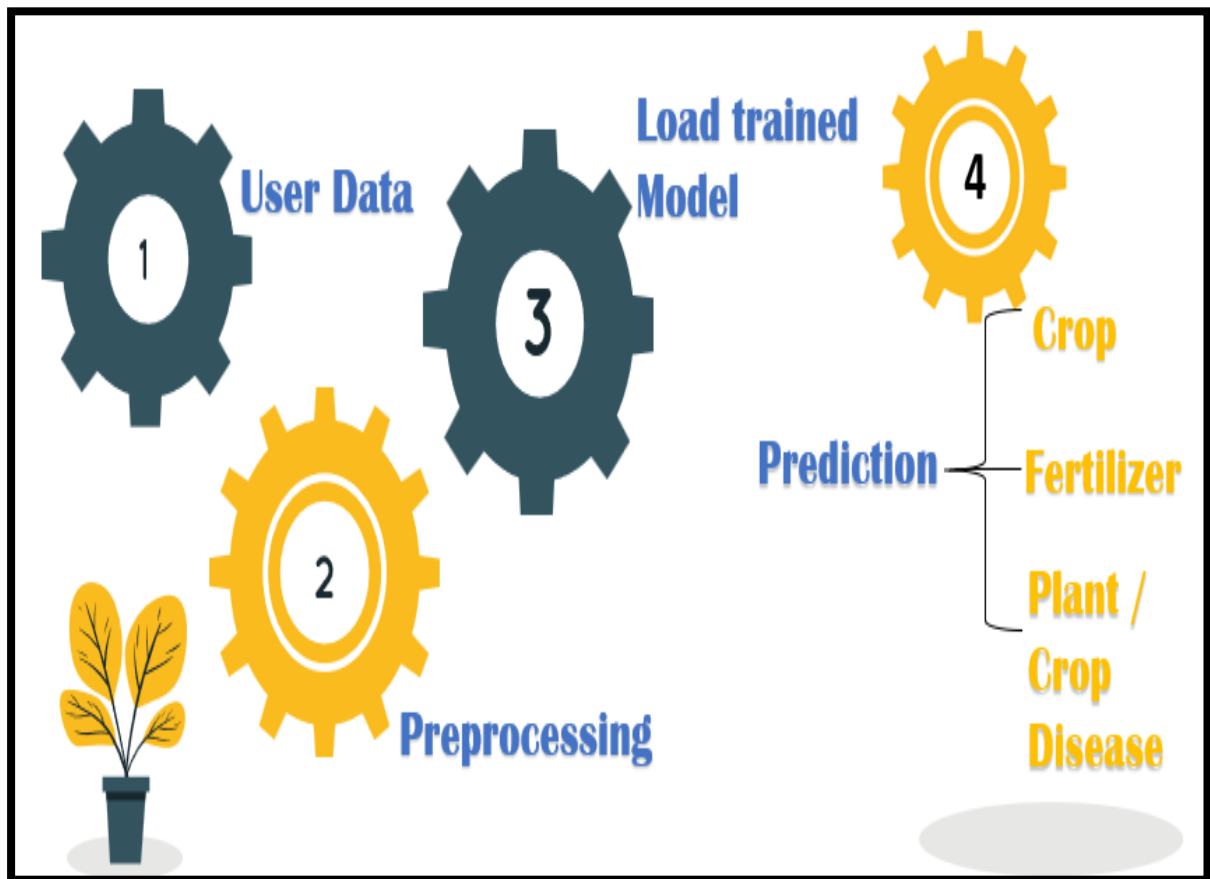 1
User Data
2
Preprocessing
3
Load trained
Model
4
Prediction
Crop
Fertilizer
Plant /
Crop
Disease